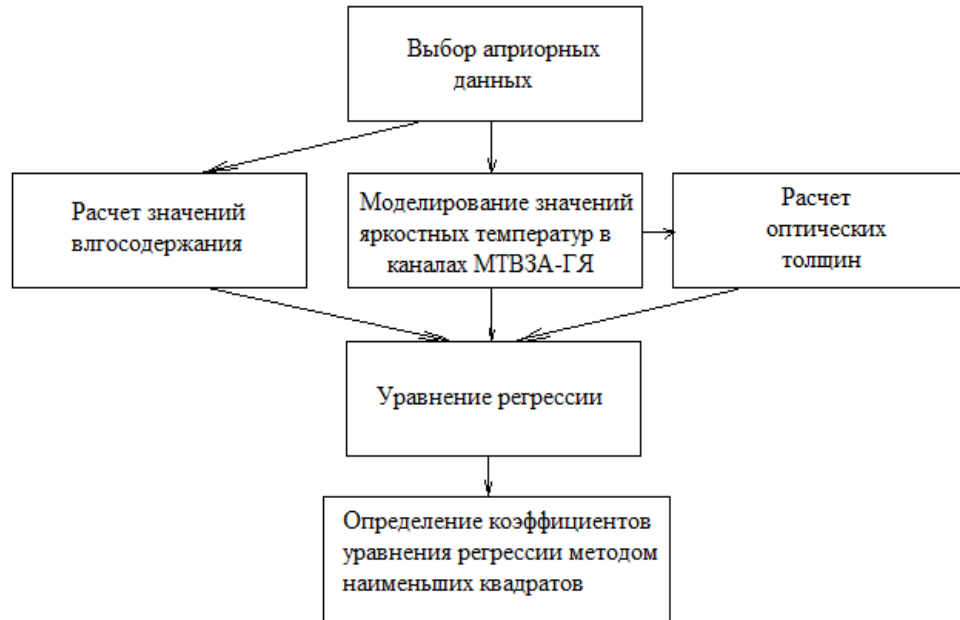 Выбор априорных
данных
Расчет значений
влгосодержания
Моделирование значений
яркостных температур в
каналах МТВЗА-ГЯ
Расчет
оптических
толщин
Уравнение регрессии
Определение коэффициентов
уравнения регрессии методом
наименьших квадратов